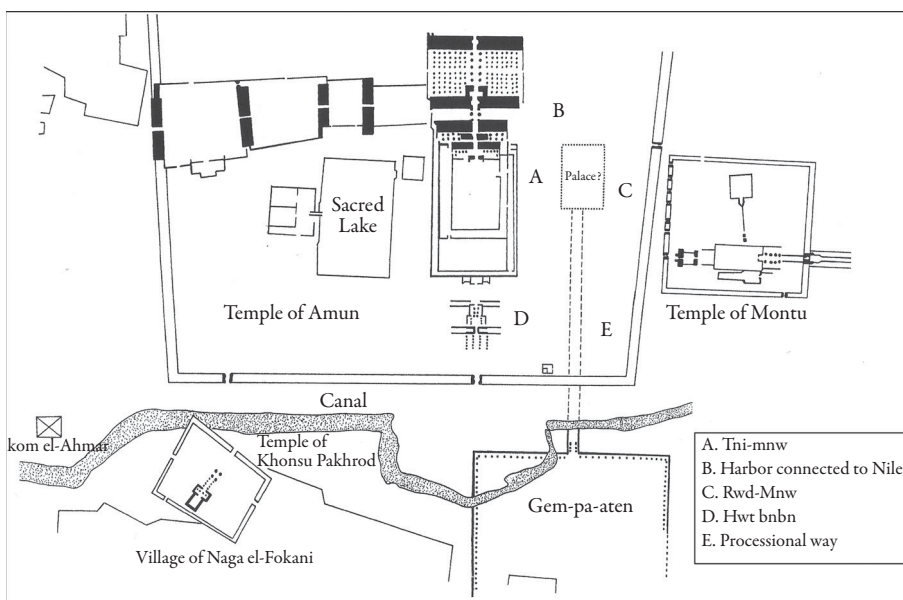 B
Palace?
A
C
Sacred
Lake
Temple of Amun
D
E
Temple of Montu
Canal
kom el-Ahmar
Temple of
Khonsu Pakhrod
Gem-pa-aten
Village of Naga el-Fokani
A. Tni-mnw
B. Harbor connected to Nile
C. Rwd-Mnw
D. Hwt bnbn
E. Processional way